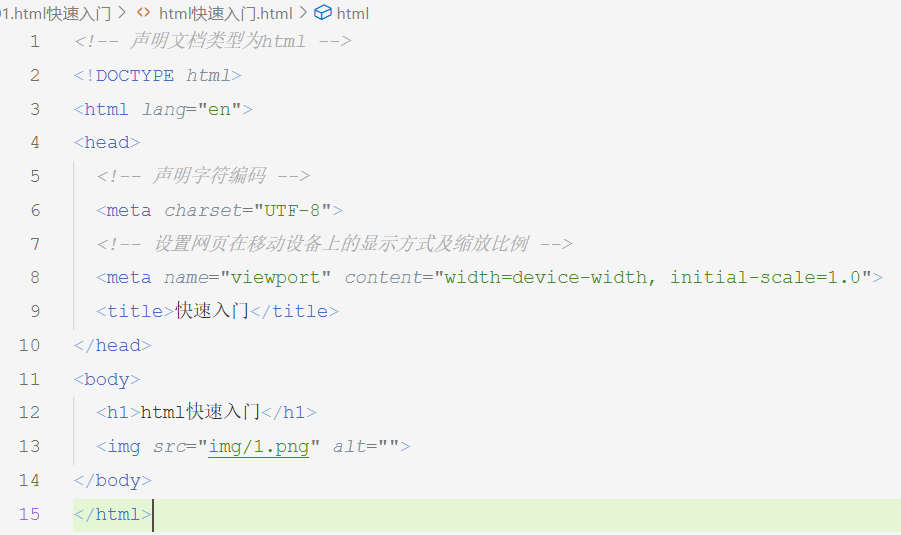 01.html快速入门 > <> html快速入门.html > html
1 <!-- 声明文档类型为html -->
2 <!DOCTYPE html>
3 <html lang="en">
4 <head>
5   <!-- 声明字符编码 -->
6   <meta charset="UTF-8">
7   <!-- 设置网页在移动设备上的显示方式及缩放比例 -->
8   <meta name="viewport" content="width=device-width, initial-scale=1.0">
9   <title>快速入门</title>
10 </head>
11 <body>
12   <h1>html快速入门</h1>
13   <img src="img/1.png" alt="">
14 </body>
15 </html>